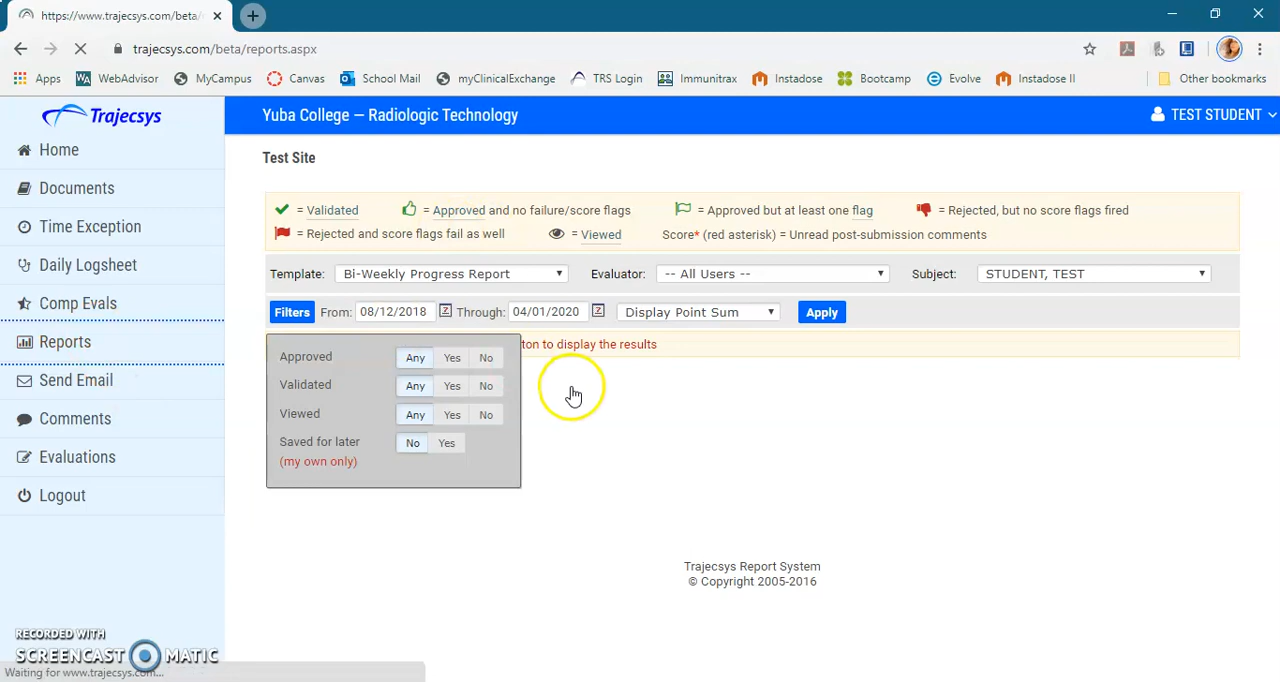 https://www.trajecsys.com/beta/
trajecsys.com/beta/reports.aspx
Apps WebAdvisor MyCampus Canvas School Mail myClinicalExchange TRS Login Immunitrax Instadose Bootcamp Evolve Instadose II Other bookmarks
Trajecsys
Yuba College — Radiologic Technology
TEST STUDENT
Home
Documents
Time Exception
Daily Logsheet
Comp Evals
Reports
Send Email
Comments
Evaluations
Logout
Test Site
= Validated = Approved and no failure/score flags = Approved but at least one flag = Rejected, but no score flags fired
= Rejected and score flags fail as well = Viewed Score* (red asterisk) = Unread post-submission comments
Template: Bi-Weekly Progress Report Evaluator: -- All Users -- Subject: STUDENT, TEST
Filters From: 08/12/2018 Through: 04/01/2020 Display Point Sum Apply
ton to display the results
Approved Any Yes No
Validated Any Yes No
Viewed Any Yes No
Saved for later No Yes
(my own only)
Trajecsys Report System
© Copyright 2005-2016
RECORDED WITH
SCREENCAST MATIC
Waiting for www.trajecsys.com...